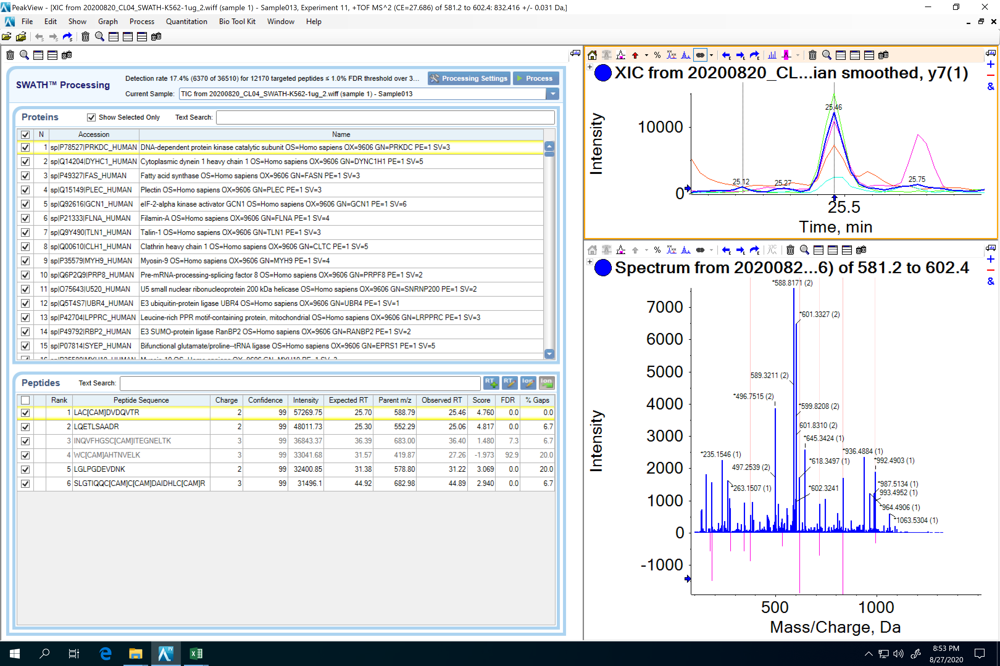 PeakView - [XIC from 20200820_CL04_SWATH-K562-1ug_2.wiff (sample 1) - Sample013, Experiment 11, +TOF MS^2 (CE=27.686) of 581.2 to 602.4: 832.416 +/- 0.031 Da,]
File Edit Show Graph Process Quantitation Bio Tool Kit Window Help
SWATH™ Processing
Detection rate 17.4% (6370 of 36510) for 12170 targeted peptides ≤ 1.0% FDR threshold over 3...
Processing Settings
Process
Current Sample: TIC from 20200820_CL04_SWATH-K562-1ug_2.wiff (sample 1) - Sample013
Proteins Show Selected Only Text Search:
N Accession Name
1 sp|P78527|PRKDC_HUMAN DNA-dependent protein kinase catalytic subunit OS=Homo sapiens OX=9606 GN=PRKDC PE=1 SV=3
2 sp|Q14204|DYHC1_HUMAN Cytoplasmic dynein 1 heavy chain 1 OS=Homo sapiens OX=9606 GN=DYNC1H1 PE=1 SV=5
3 sp|P49327|FAS_HUMAN Fatty acid synthase OS=Homo sapiens OX=9606 GN=FASN PE=1 SV=3
4 sp|Q15149|PLEC_HUMAN Plectin OS=Homo sapiens OX=9606 GN=PLEC PE=1 SV=3
5 sp|Q92616|GCN1_HUMAN eIF-2-alpha kinase activator GCN1 OS=Homo sapiens OX=9606 GN=GCN1 PE=1 SV=6
6 sp|P21333|FLNA_HUMAN Filamin-A OS=Homo sapiens OX=9606 GN=FLNA PE=1 SV=4
7 sp|Q9Y490|TLN1_HUMAN Talin-1 OS=Homo sapiens OX=9606 GN=TLN1 PE=1 SV=3
8 sp|Q00610|CLH1_HUMAN Clathrin heavy chain 1 OS=Homo sapiens OX=9606 GN=CLTC PE=1 SV=5
9 sp|P35579|MYH9_HUMAN Myosin-9 OS=Homo sapiens OX=9606 GN=MYH9 PE=1 SV=4
10 sp|Q6P2Q9|PRP8_HUMAN Pre-mRNA-processing-splicing factor 8 OS=Homo sapiens OX=9606 GN=PRPF8 PE=1 SV=2
11 sp|O75643|U520_HUMAN U5 small nuclear ribonucleoprotein 200 kDa helicase OS=Homo sapiens OX=9606 GN=SNRNP200 PE=1 SV=2
12 sp|Q5T4S7|UBR4_HUMAN E3 ubiquitin-protein ligase UBR4 OS=Homo sapiens OX=9606 GN=UBR4 PE=1 SV=1
13 sp|P42704|LPPRC_HUMAN Leucine-rich PPR motif-containing protein, mitochondrial OS=Homo sapiens OX=9606 GN=LRPPRC PE=1 SV=3
14 sp|P49792|RBP2_HUMAN E3 SUMO-protein ligase RanBP2 OS=Homo sapiens OX=9606 GN=RANBP2 PE=1 SV=2
15 sp|P07814|SYEP_HUMAN Bifunctional glutamate/proline--tRNA ligase OS=Homo sapiens OX=9606 GN=EPRS1 PE=1 SV=5
Peptides Text Search:
RT RT Ion Ion
Rank Peptide Sequence Charge Confidence Intensity Expected RT Parent m/z Observed RT Score FDR % Gaps
1 LAC[CAM]DVDQVTR 2 99 57269.75 25.70 588.79 25.46 4.760 0.0 0.0
2 LQETLSAADR 2 99 48011.73 25.30 552.29 25.06 4.817 0.0 6.7
3 INQVFHGSC[CAM]ITEGNELTK 3 99 36843.37 36.39 683.00 36.40 1.480 7.3 6.7
4 WC[CAM]AHTNVELK 3 99 33041.68 31.57 419.87 27.26 -1.973 92.9 20.0
5 LGLPGDEVDNK 2 99 32400.85 31.38 578.80 31.22 3.069 0.0 20.0
6 SLGTIQQC[CAM]C[CAM]DAIDHLC[CAM]R 3 99 31496.1 44.92 682.98 44.89 2.940 0.0 6.7
XIC from 20200820_CL...ian smoothed, y7(1)
Intensity
10000
0
25.46
25.12
25.27
25.75
25.5
Time, min
XIC
Spectrum from 2020082...6) of 581.2 to 602.4
*588.8171 (2)
Intensity
7000
*601.3327 (2)
6000
5000
589.3211 (2)
*496.7515 (2)
4000
*599.8208 (2)
601.8310 (2)
3000
*645.3424 (1)
*235.1546 (1)
*936.4884 (1)
*618.3497 (1)
*992.4903 (1)
2000
497.2539 (2)
*263.1507 (1)
*602.3241
*987.5134 (1)
993.4952 (1)
1000
*964.4906 (1)
*1063.5304 (1)
0
-1000
500 1000
Mass/Charge, Da
PV
8:53 PM
8/27/2020